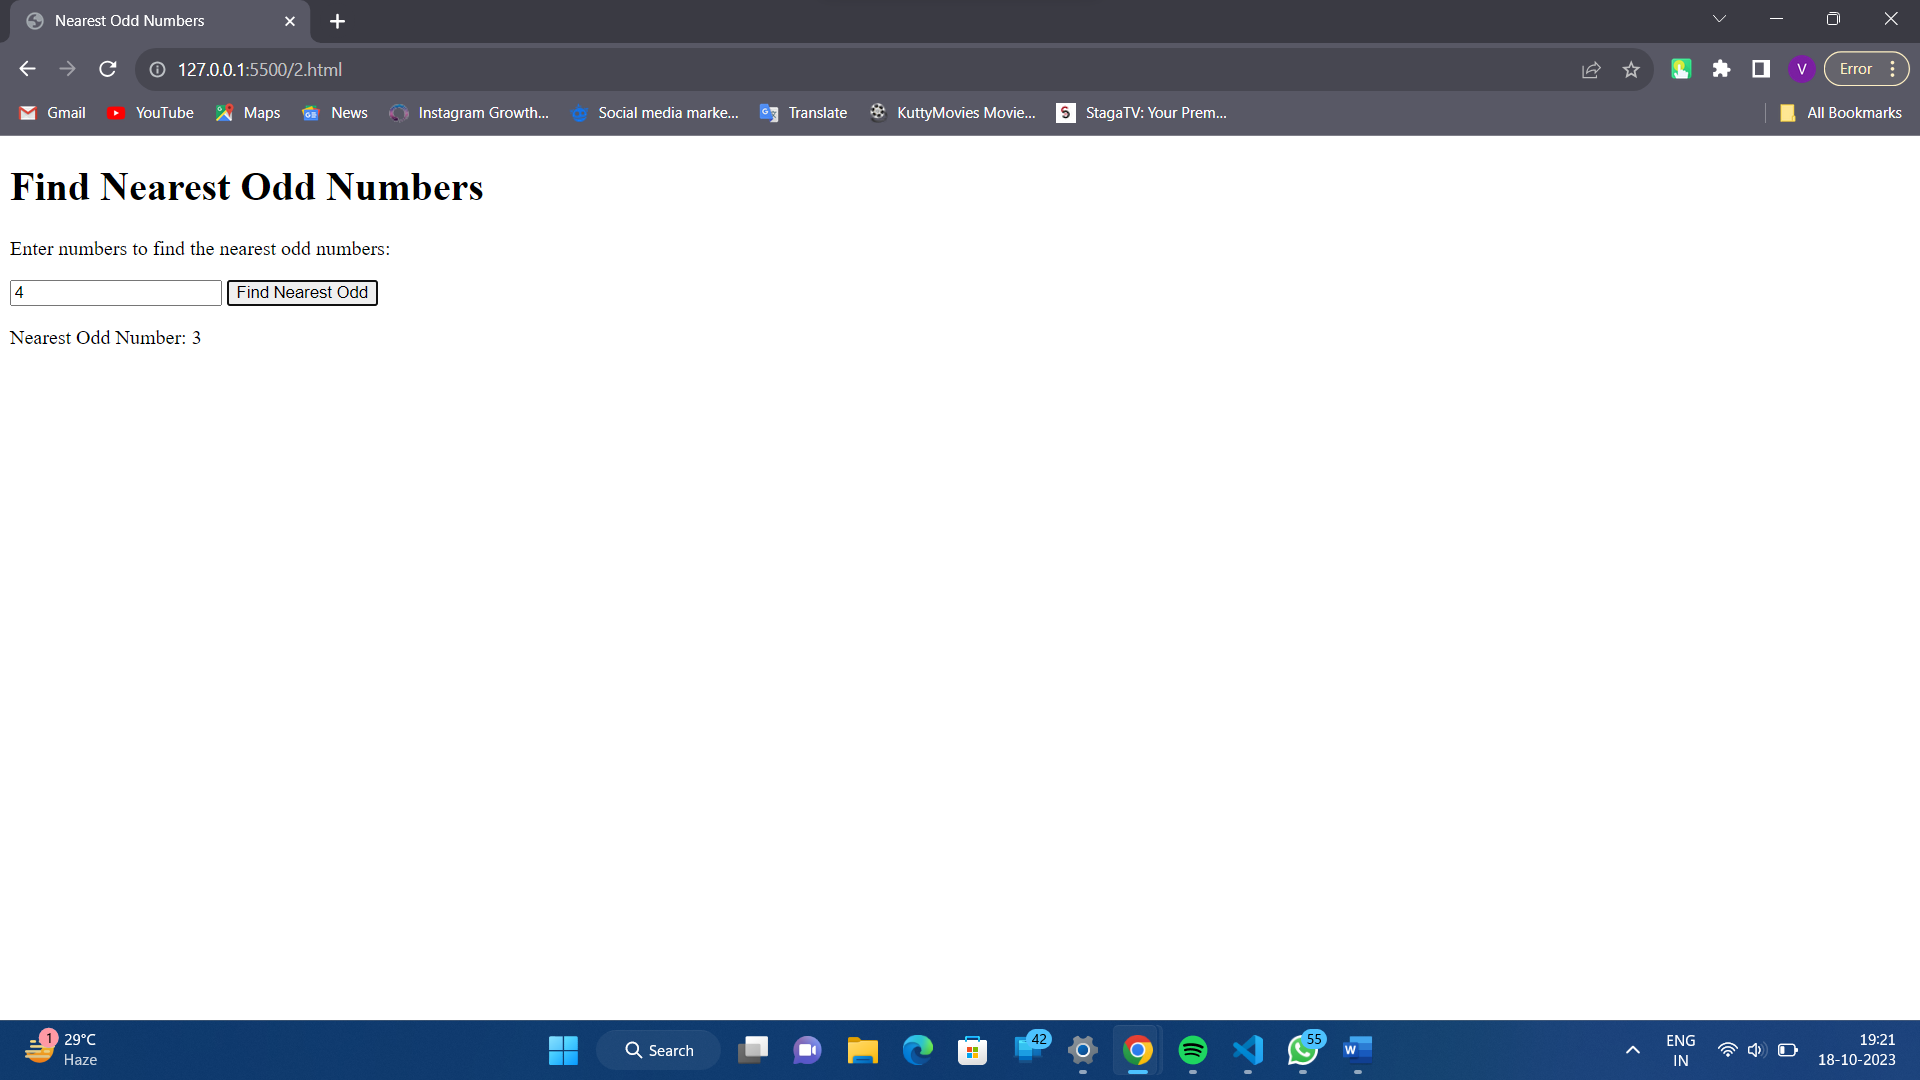 Nearest Odd Numbers
127.0.0.1:5500/2.html
Error
Gmail YouTube Maps News Instagram Growth... Social media marke... Translate KuttyMovies Movie... StagaTV: Your Prem... All Bookmarks
Find Nearest Odd Numbers
Enter numbers to find the nearest odd numbers:
4 Find Nearest Odd
Nearest Odd Number: 3
1 29°C
Haze
Search
42
55
ENG
IN
19:21
18-10-2023
V